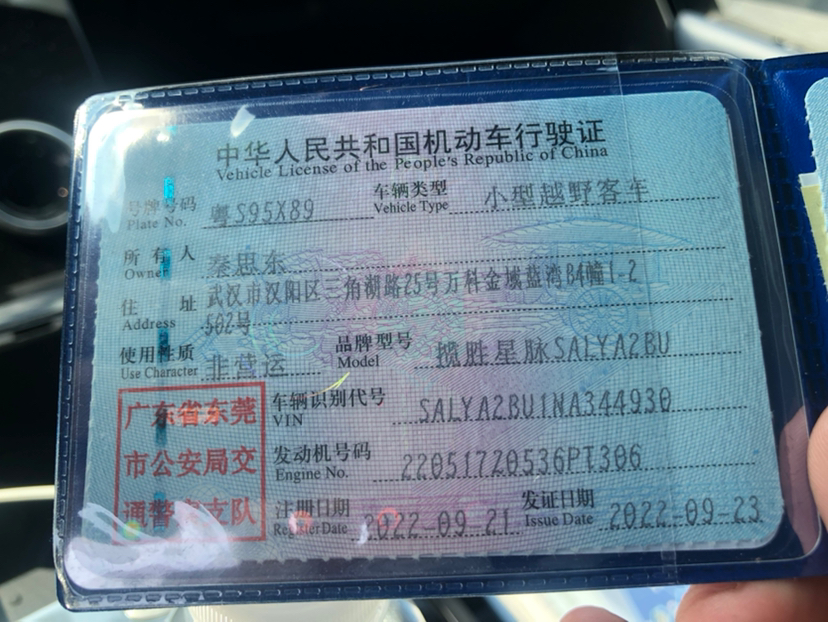 中华人民共和国机动车行驶证
Vehicle License of the People's Republic of China
号牌号码 粤S95X89 车辆类型 小型越野客车
Plate No. Vehicle Type
所有人 秦思东
Owner
住址 武汉市汉阳区三角湖路25号万科金域蓝湾B4幢1-2
Address 502号
使用性质 非营运 品牌型号 揽胜星脉SALYA2BU
Use Character Model
广东省东莞 车辆识别代号 SALYA2BU1NA344930
VIN
市公安局交 发动机号码 220517Z0536PT306
Engine No.
通警察支队 注册日期 2022-09-21 发证日期 2022-09-23
Register Date Issue Date